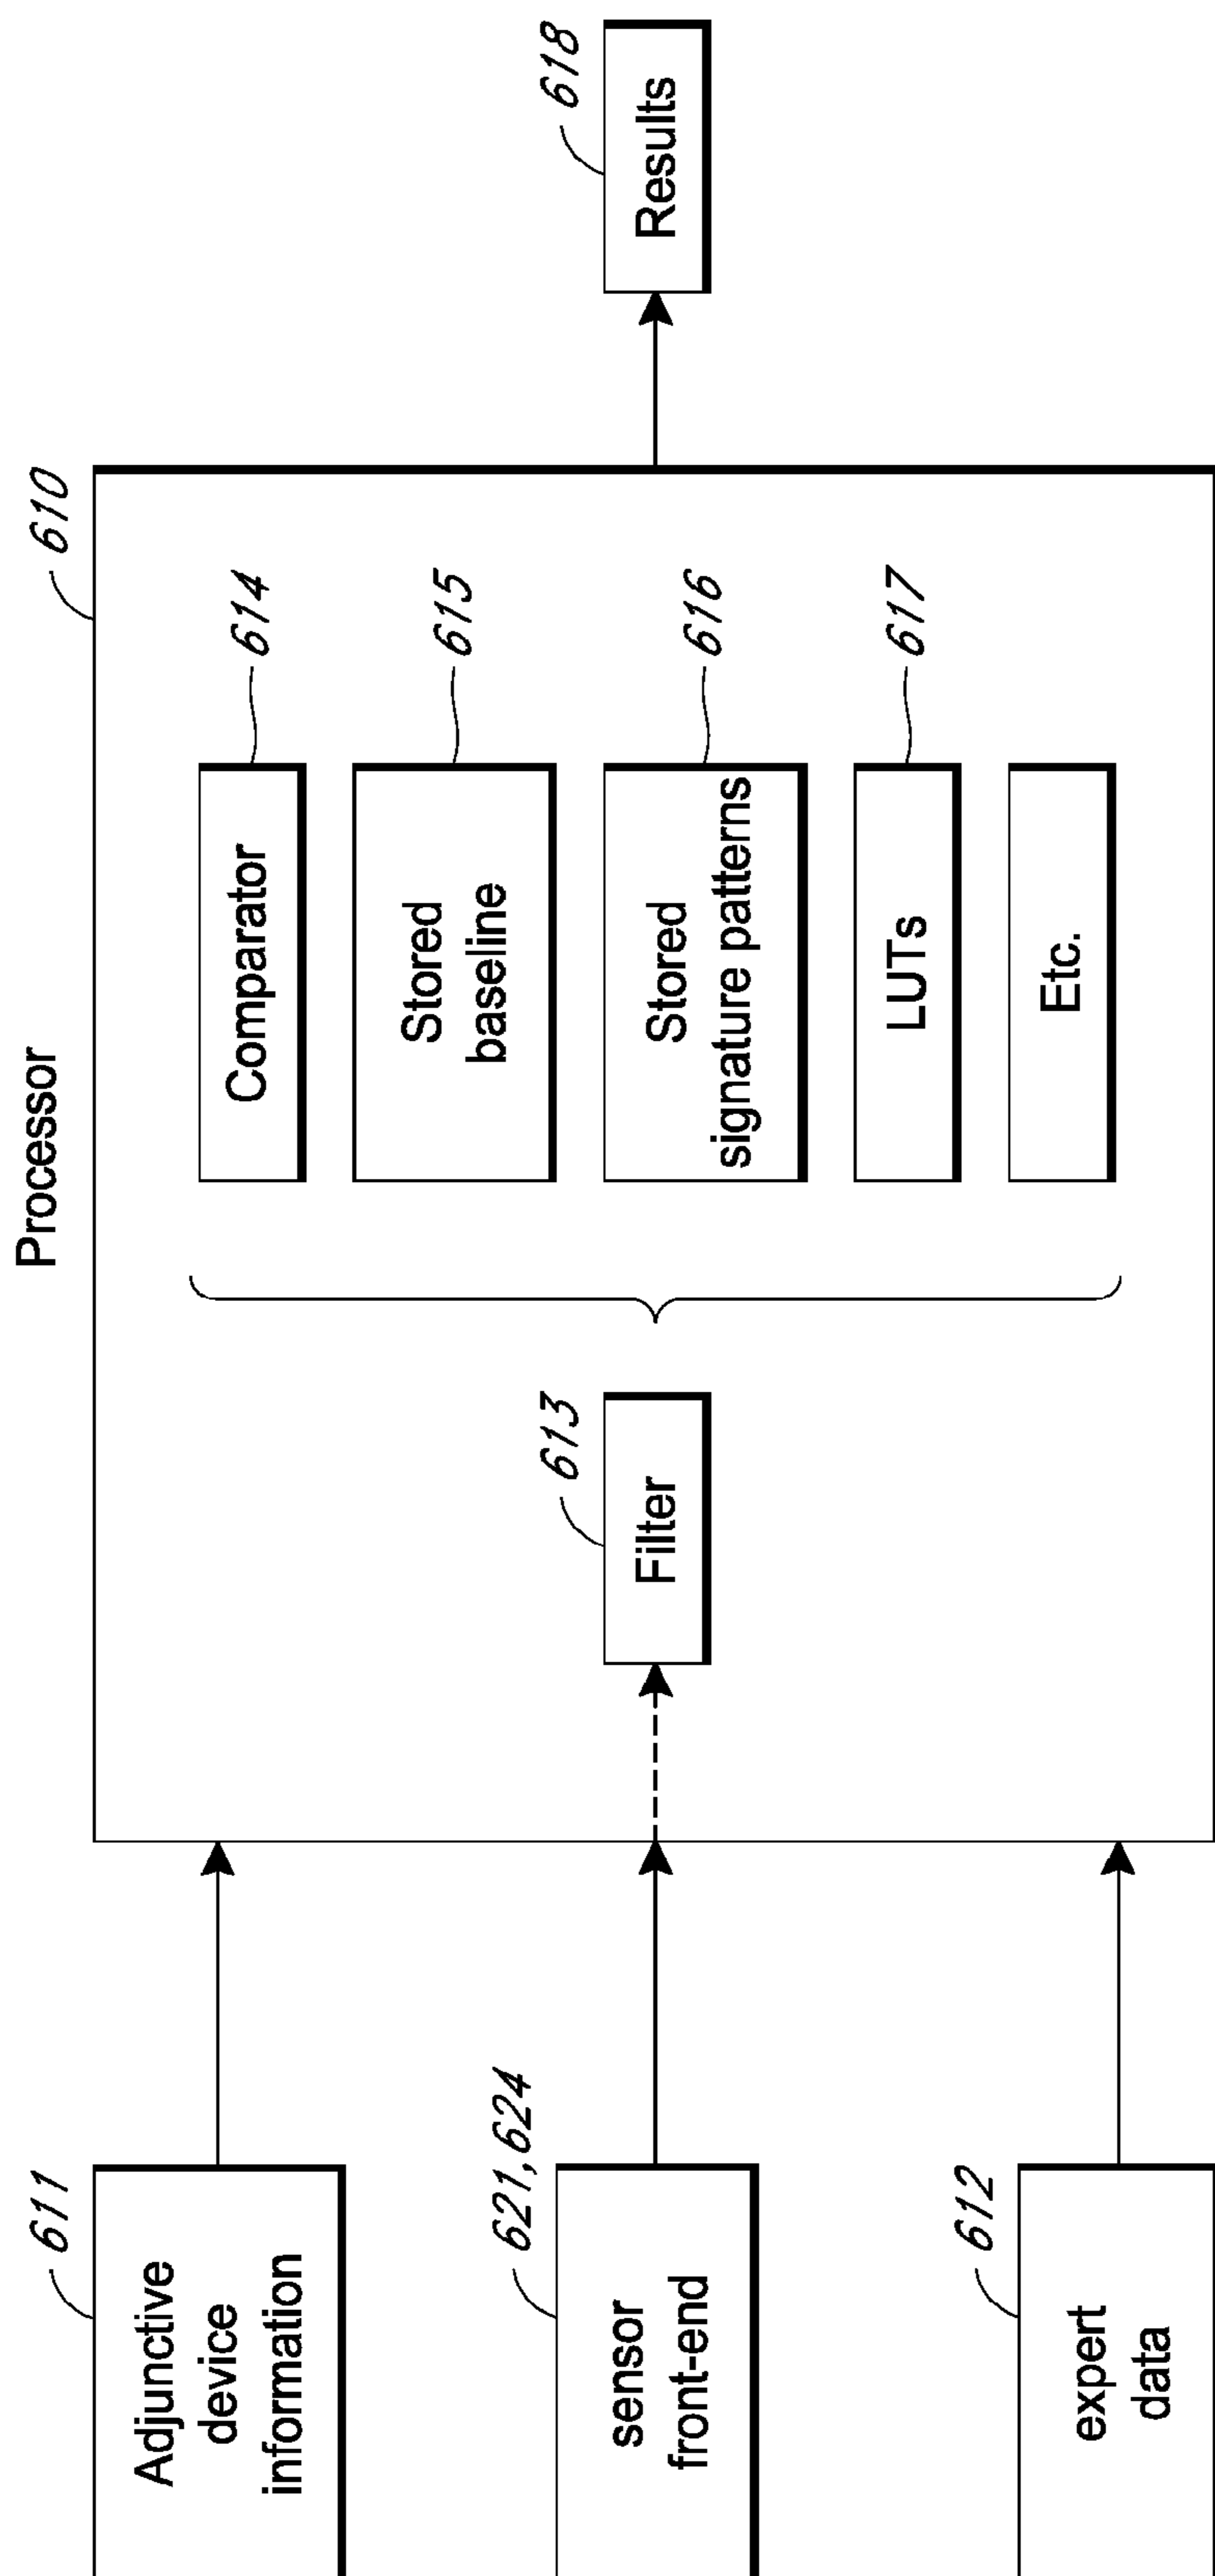 Processor
610
611
Adjunctive
device
information
621,624
sensor
front-end
612
expert
data
613
Filter
Comparator
614
Stored
baseline
615
Stored
signature patterns
616
LUTs
617
Etc.
618
Results